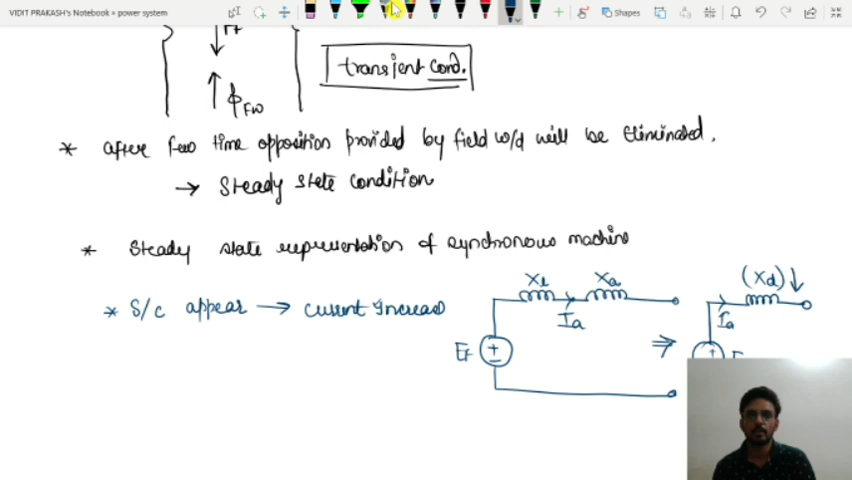 VIDIT PRAKASH's Notebook » power system
Shapes
transient Cond.
ϕFW
* after few time opposition provided by field w/d will be Eliminated.
→ Steady state condition
* Steady state representation of synchronous machine
* S/C appear → current increas
Xl Xa
Ia
Ef
+
−
⇒
(Xd)↓
Ia
+